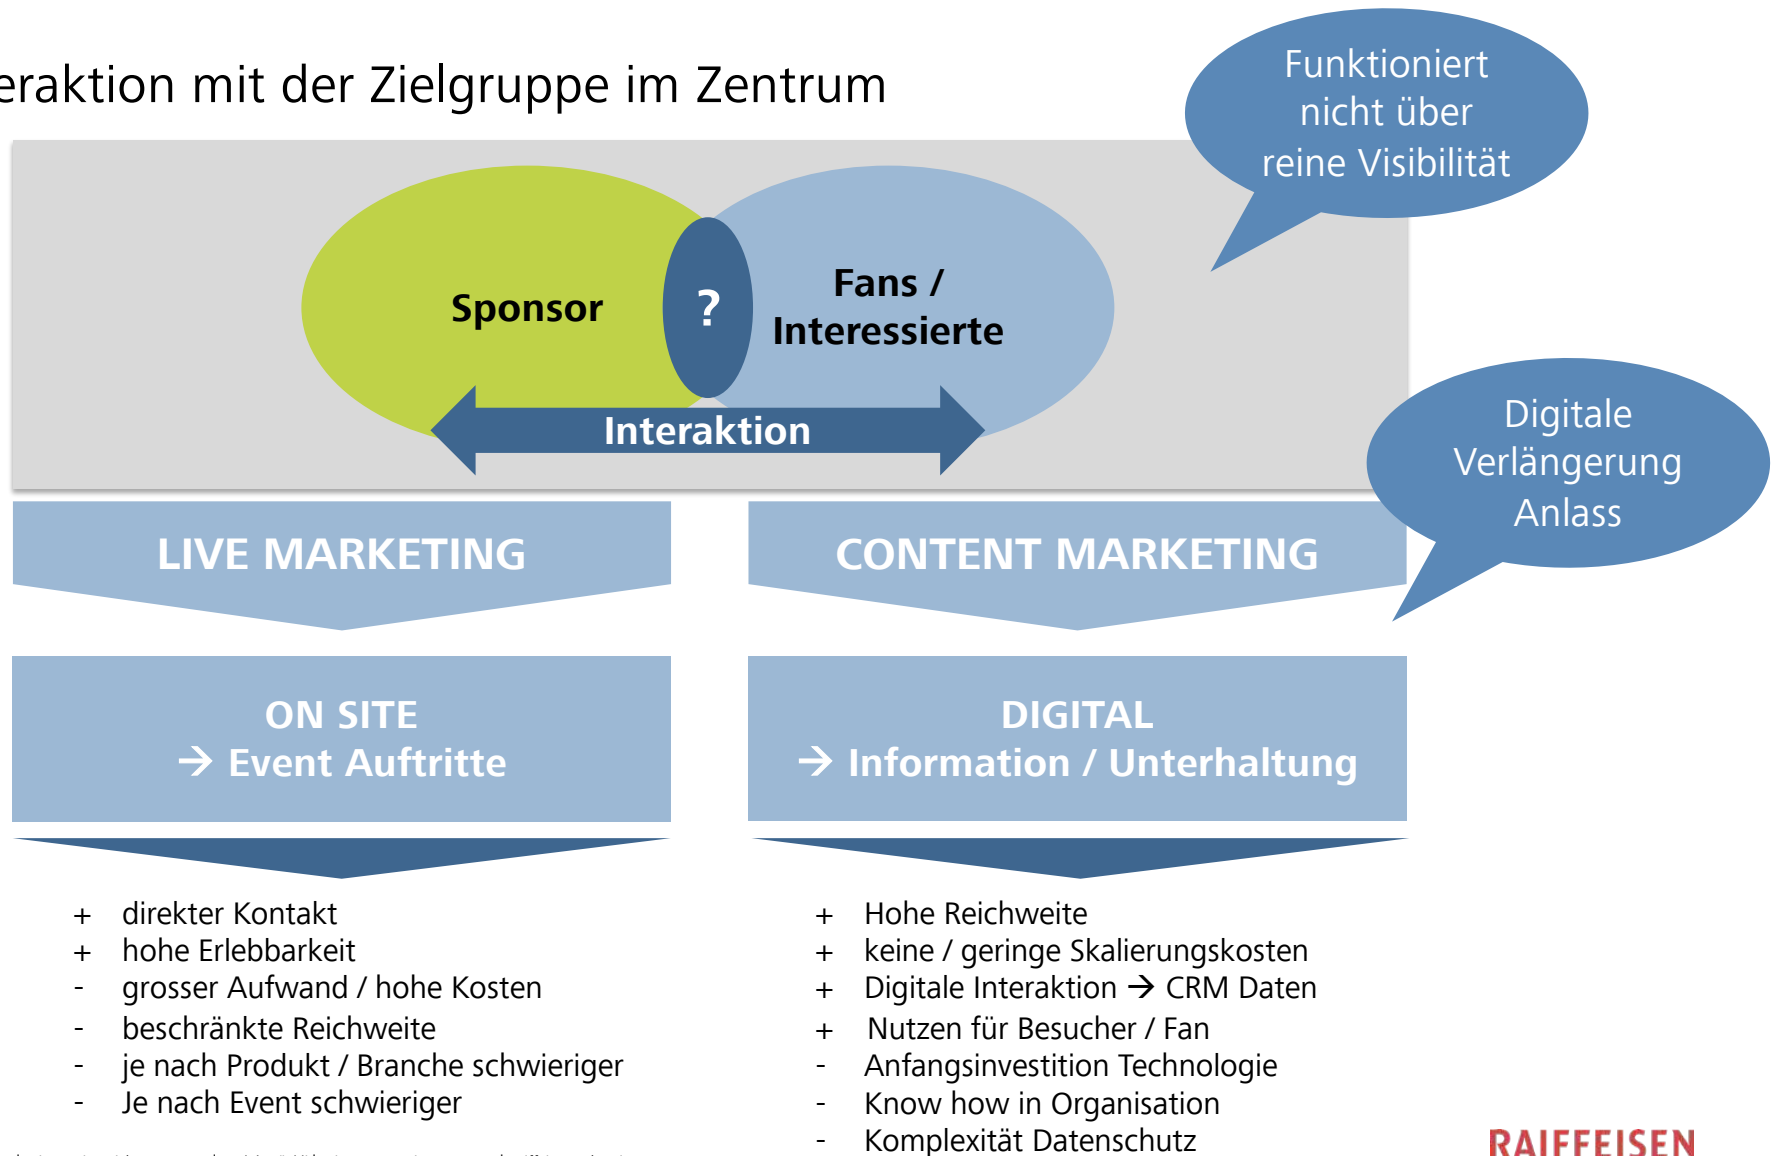 eraktion mit der Zielgruppe im Zentrum
Funktioniert
nicht über
reine Visibilität
Sponsor
?
Fans /
Interessierte
Interaktion
Digitale
Verlängerung
Anlass
LIVE MARKETING
CONTENT MARKETING
ON SITE
→ Event Auftritte
DIGITAL
→ Information / Unterhaltung
+ direkter Kontakt
+ hohe Erlebbarkeit
- grosser Aufwand / hohe Kosten
- beschränkte Reichweite
- je nach Produkt / Branche schwieriger
- Je nach Event schwieriger
+ Hohe Reichweite
+ keine / geringe Skalierungskosten
+ Digitale Interaktion → CRM Daten
+ Nutzen für Besucher / Fan
- Anfangsinvestition Technologie
- Know how in Organisation
- Komplexität Datenschutz
RAIFFEISEN